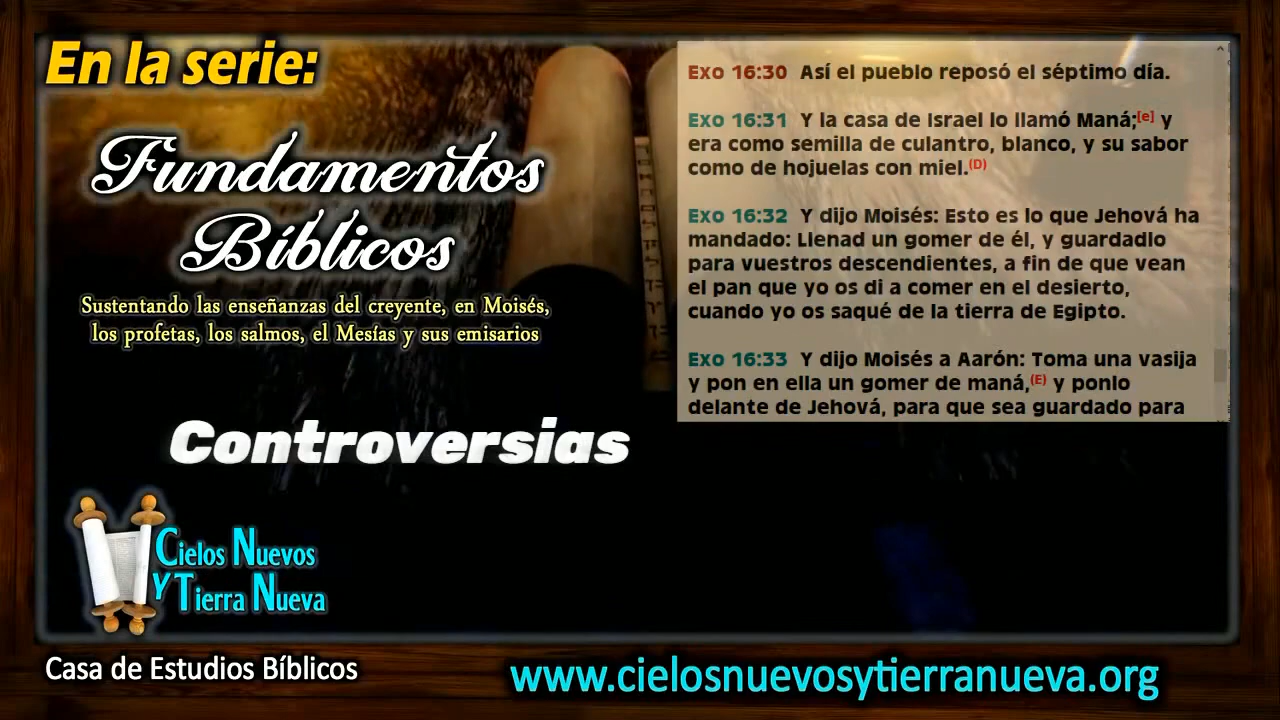 En la serie:
Fundamentos
Bíblicos
Sustentando las enseñanzas del creyente, en Moisés,
los profetas, los salmos, el Mesías y sus emisarios
Controversias
Cielos Nuevos
Y Tierra Nueva
Casa de Estudios Bíblicos
Exo 16:30 Así el pueblo reposó el séptimo día.
Exo 16:31 Y la casa de Israel lo llamó Maná;[e] y
era como semilla de culantro, blanco, y su sabor
como de hojuelas con miel.(D)
Exo 16:32 Y dijo Moisés: Esto es lo que Jehová ha
mandado: Llenad un gomer de él, y guardadlo
para vuestros descendientes, a fin de que vean
el pan que yo os di a comer en el desierto,
cuando yo os saqué de la tierra de Egipto.
Exo 16:33 Y dijo Moisés a Aarón: Toma una vasija
y pon en ella un gomer de maná,(E) y ponlo
delante de Jehová, para que sea guardado para
www.cielosnuevosytierranueva.org